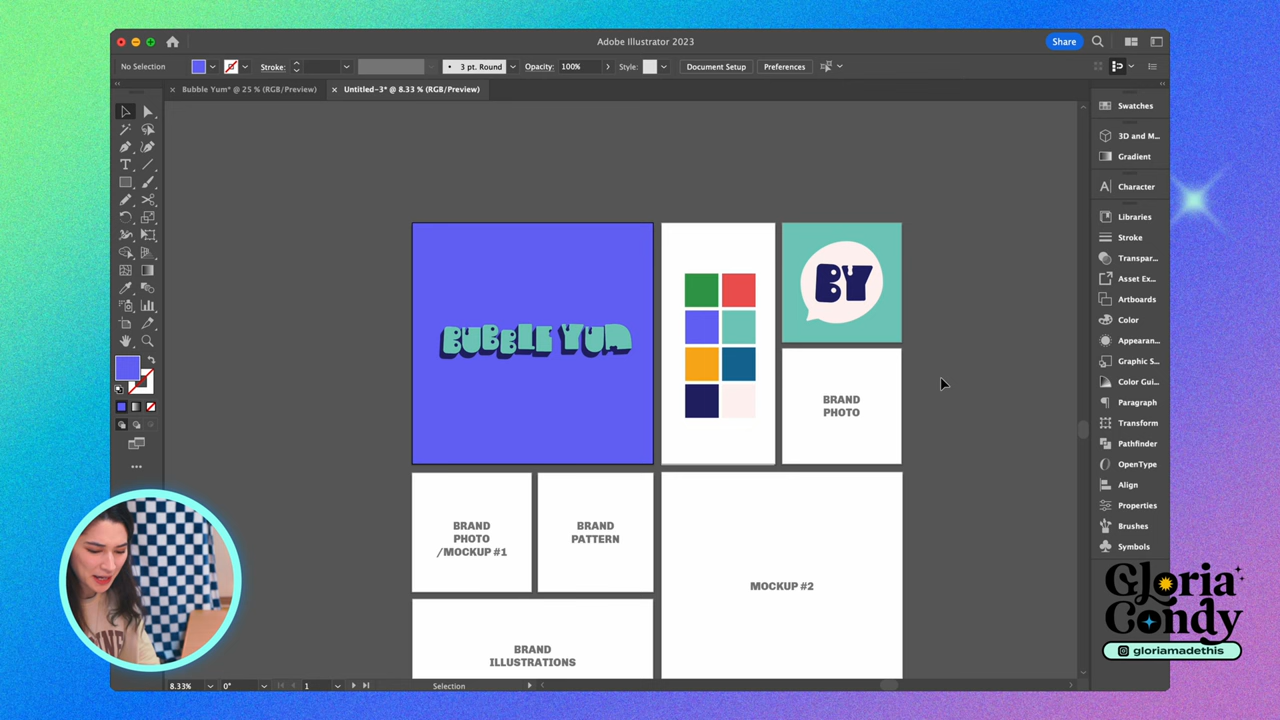 Adobe Illustrator 2023
Share
No Selection
Stroke:
3 pt. Round
Opacity:
100%
Style:
Document Setup
Preferences
Bubble Yum* @ 25 % (RGB/Preview)
Untitled-3* @ 8.33 % (RGB/Preview)
Swatches
3D and M...
Gradient
Character
Libraries
Stroke
Transpar...
Asset Ex...
Artboards
Color
Appearan...
Graphic S...
Color Gui...
Paragraph
Transform
Pathfinder
OpenType
Align
Properties
Brushes
Symbols
BUBBLE YUM
BY
BRAND
PHOTO
BRAND
PHOTO
/MOCKUP #1
BRAND
PATTERN
MOCKUP #2
BRAND
ILLUSTRATIONS
8.33%
0°
1
Selection
Gloria
Condy
gloriamadethis